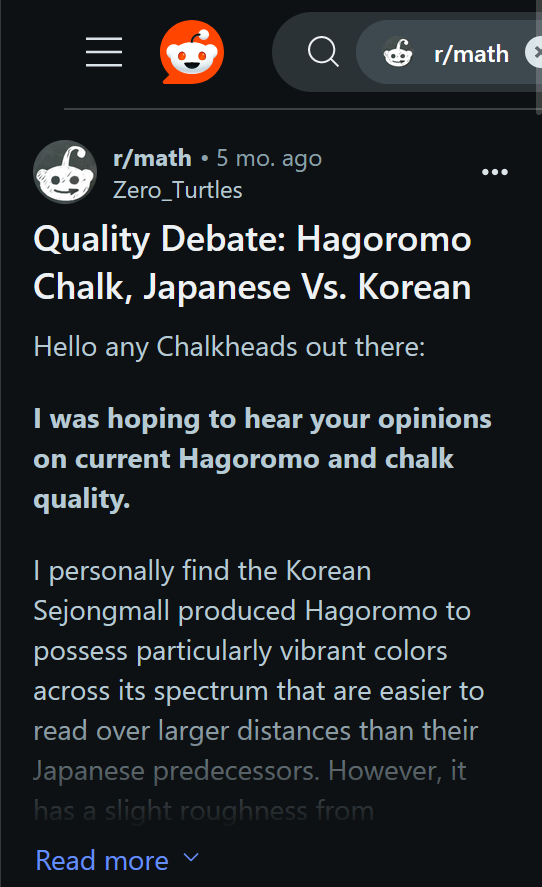 r/math
r/math • 5 mo. ago
Zero_Turtles
Quality Debate: Hagoromo
Chalk, Japanese Vs. Korean
Hello any Chalkheads out there:
I was hoping to hear your opinions
on current Hagoromo and chalk
quality.
I personally find the Korean
Sejongmall produced Hagoromo to
possess particularly vibrant colors
across its spectrum that are easier to
read over larger distances than their
Japanese predecessors. However, it
has a slight roughness from
Read more